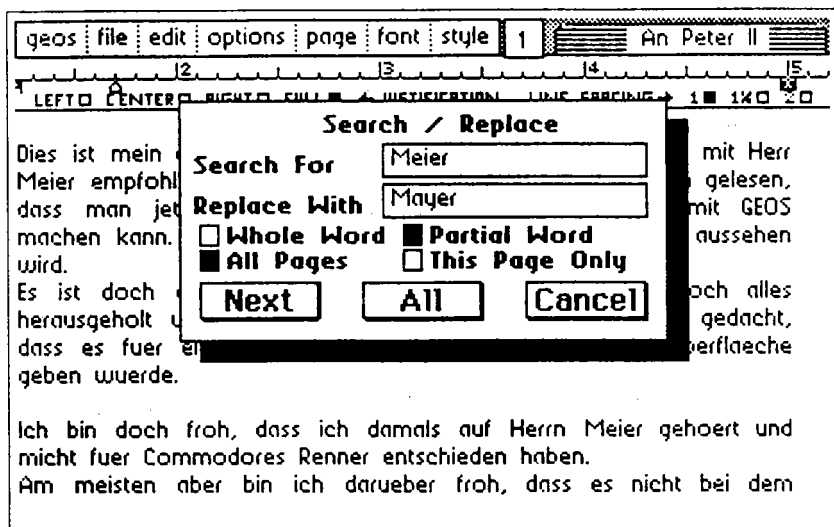 geos file edit options page font style 1 An Peter II
2 3 4 5
LEFT CENTER RIGHT FULL JUSTIFICATION LINE SPACING 1 1½ 2
Search / Replace
Search For Meier
Replace With Mayer
Whole Word Partial Word
All Pages This Page Only
Next All Cancel
Dies ist mein mit Herr
Meier empfohl gelesen,
dass man jet mit GEOS
machen kann. aussehen
wird.
Es ist doch och alles
herausgeholt gedacht,
dass es fuer erflaeche
geben wuerde.
Ich bin doch froh, dass ich damals auf Herrn Meier gehoert und
micht fuer Commodores Renner entschieden haben.
Am meisten aber bin ich darueber froh, dass es nicht bei dem